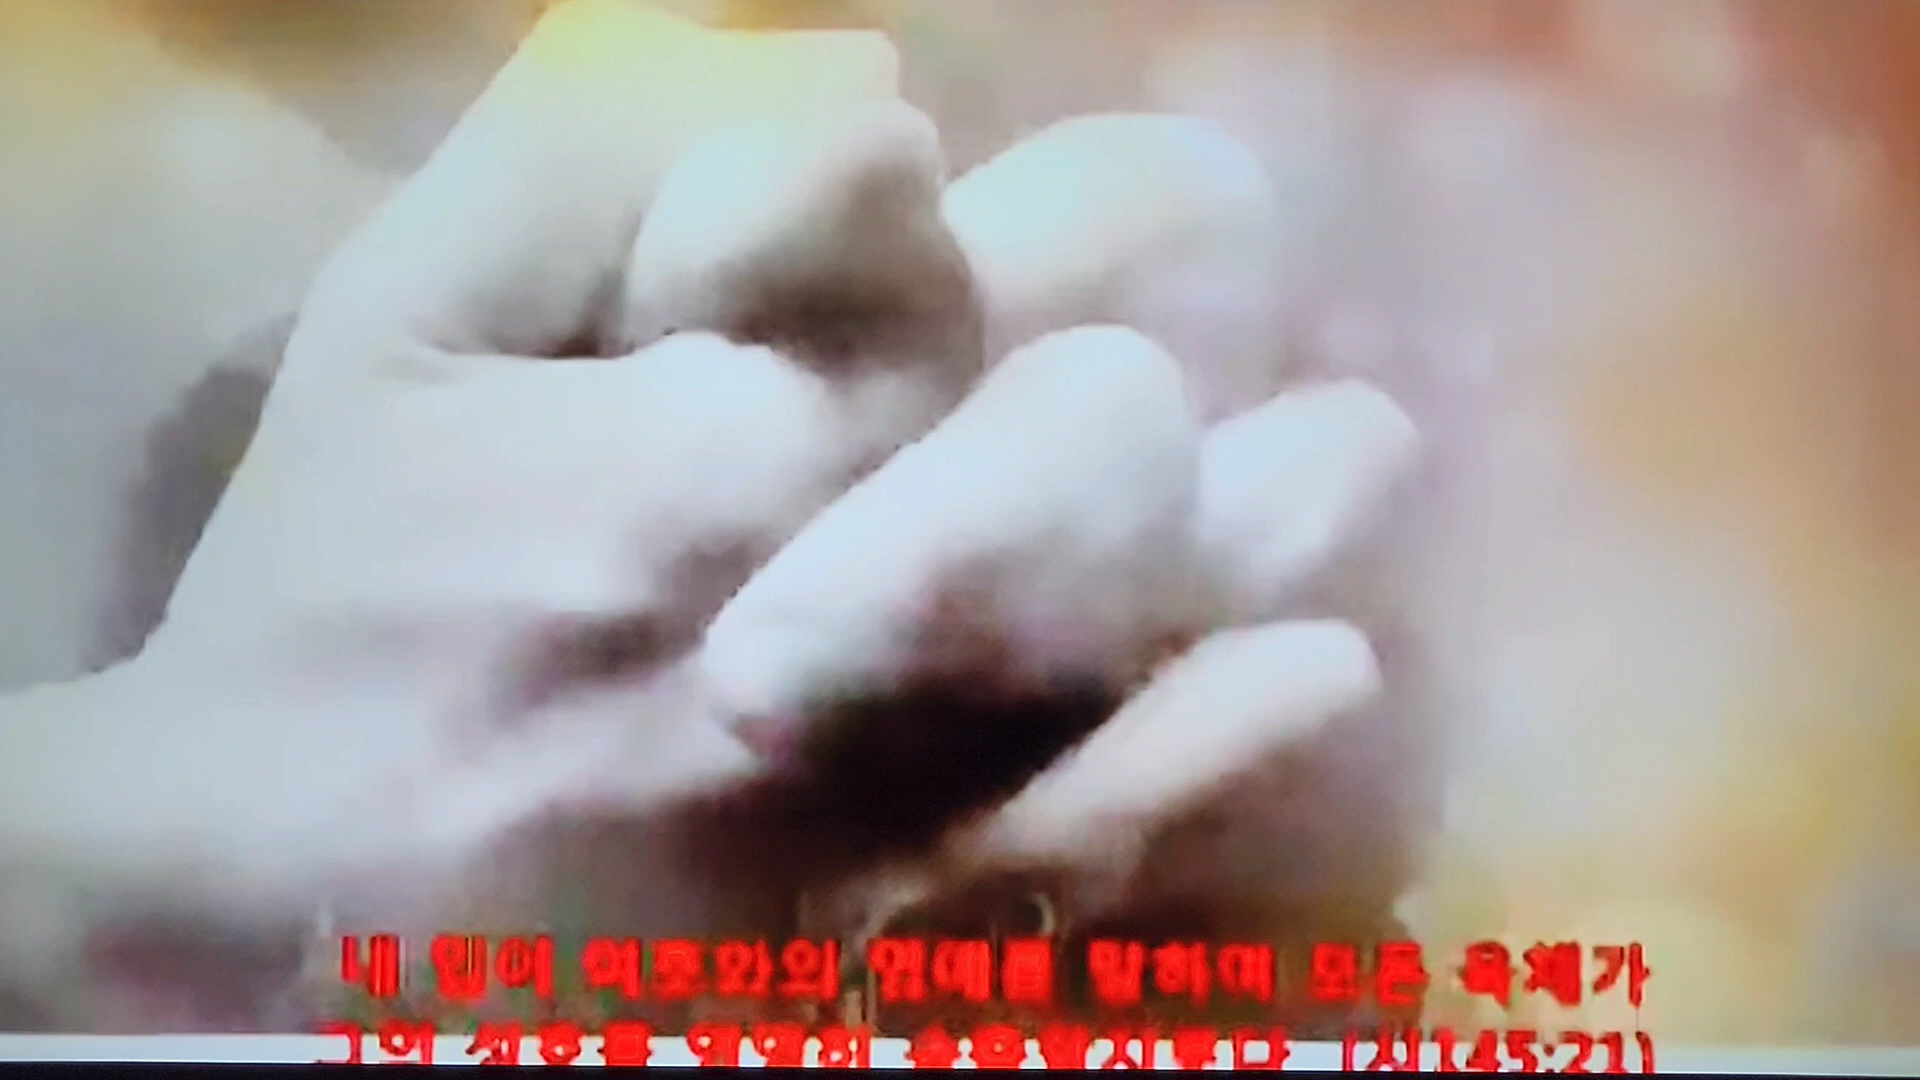 내 입이 여호와의 영예를 말하며 모든 육체가
그의 성호를 영영히 송축할지로다 (시145:21)